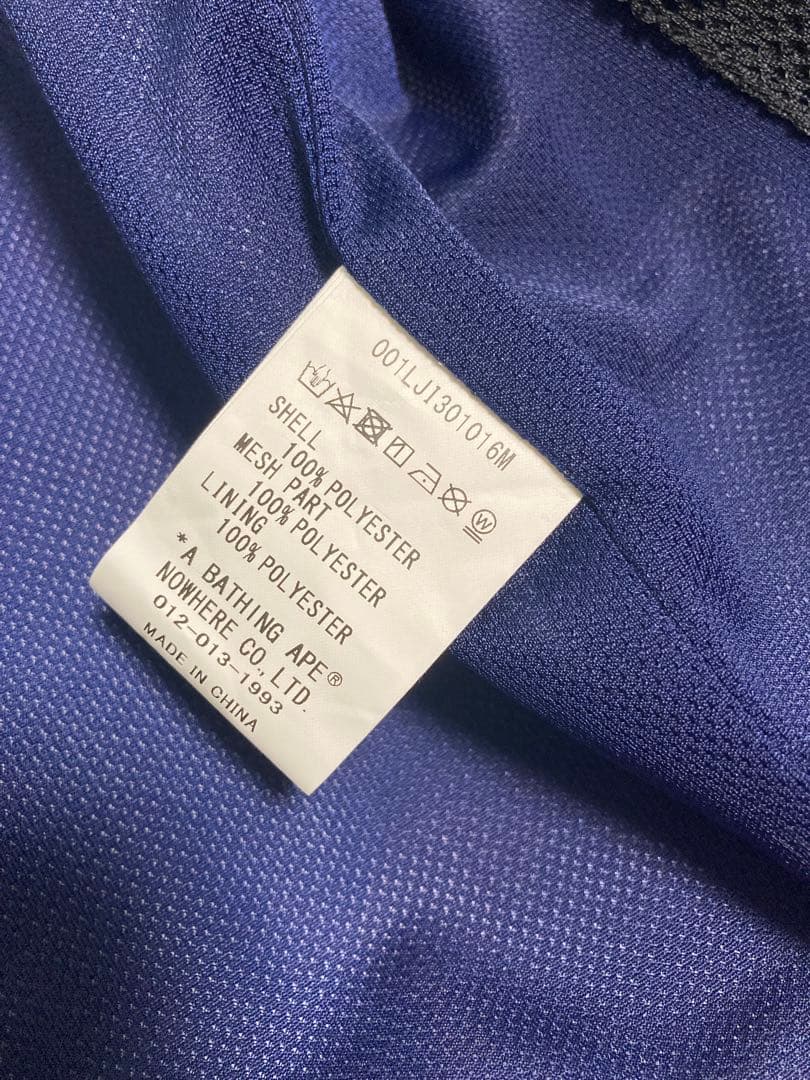 001LJI301016M
SHELL
100% POLYESTER
MESH PART
100% POLYESTER
LINING
100% POLYESTER
*A BATHING APE®
NOWHERE CO., LTD.
012-013-1993
MADE IN CHINA